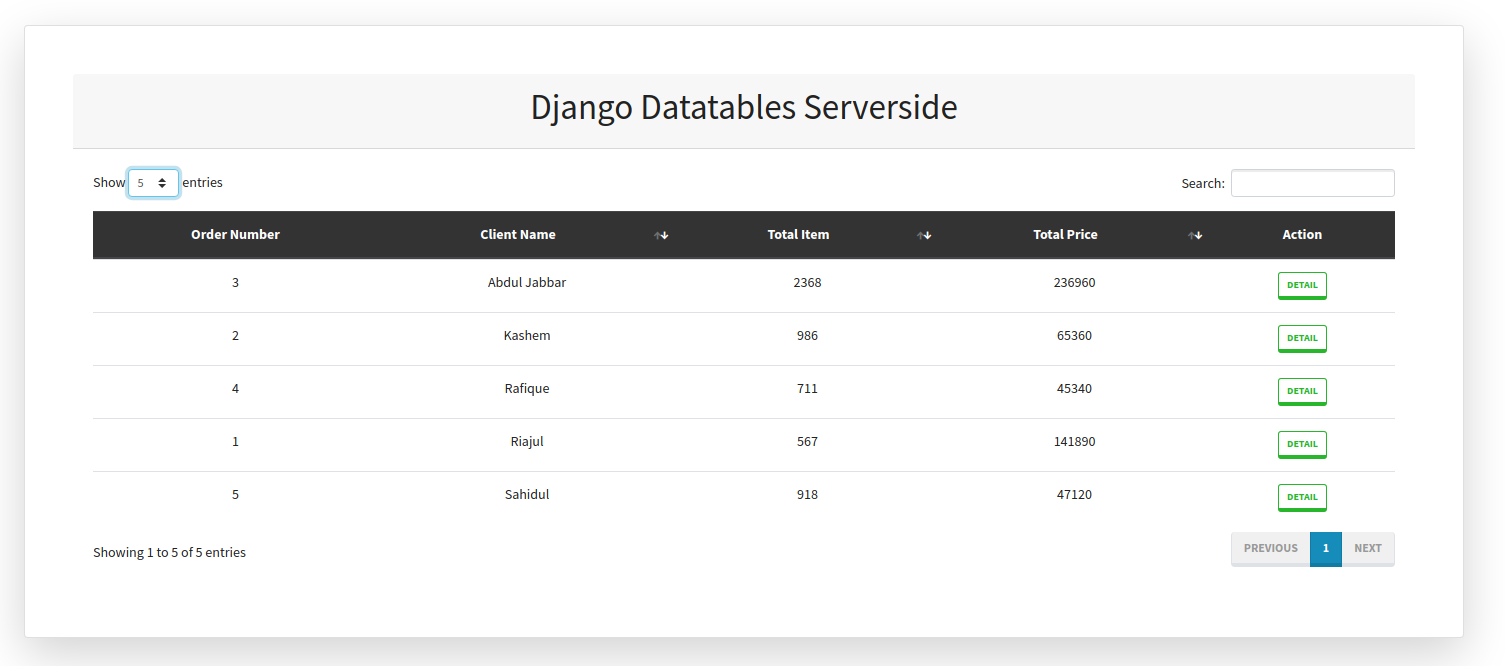 Django Datatables Serverside
Show 5 entries Search:
Order Number Client Name Total Item Total Price Action
3 Abdul Jabbar 2368 236960 DETAIL
2 Kashem 986 65360 DETAIL
4 Rafique 711 45340 DETAIL
1 Riajul 567 141890 DETAIL
5 Sahidul 918 47120 DETAIL
Showing 1 to 5 of 5 entries PREVIOUS 1 NEXT